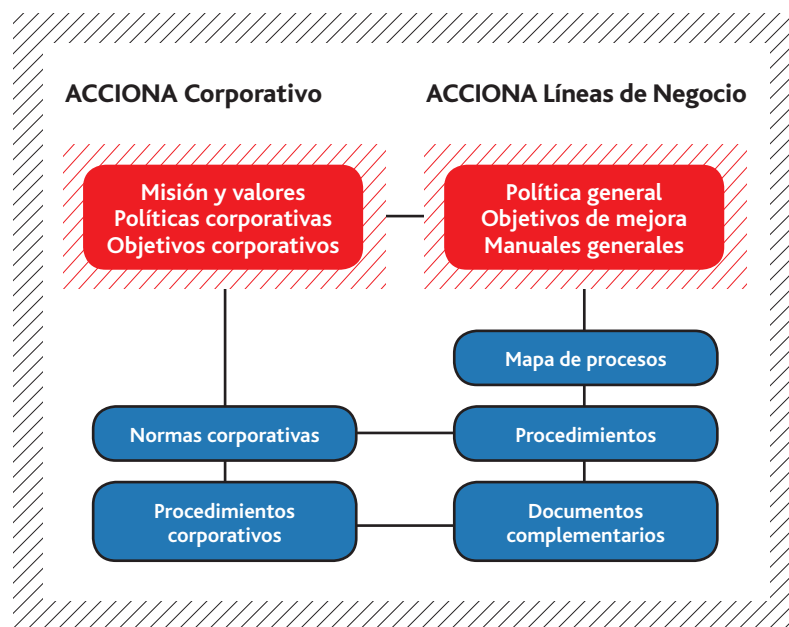 ACCIONA Corporativo
ACCIONA Líneas de Negocio
Misión y valores
Políticas corporativas
Objetivos corporativos
Política general
Objetivos de mejora
Manuales generales
Mapa de procesos
Normas corporativas
Procedimientos
Procedimientos
corporativos
Documentos
complementarios